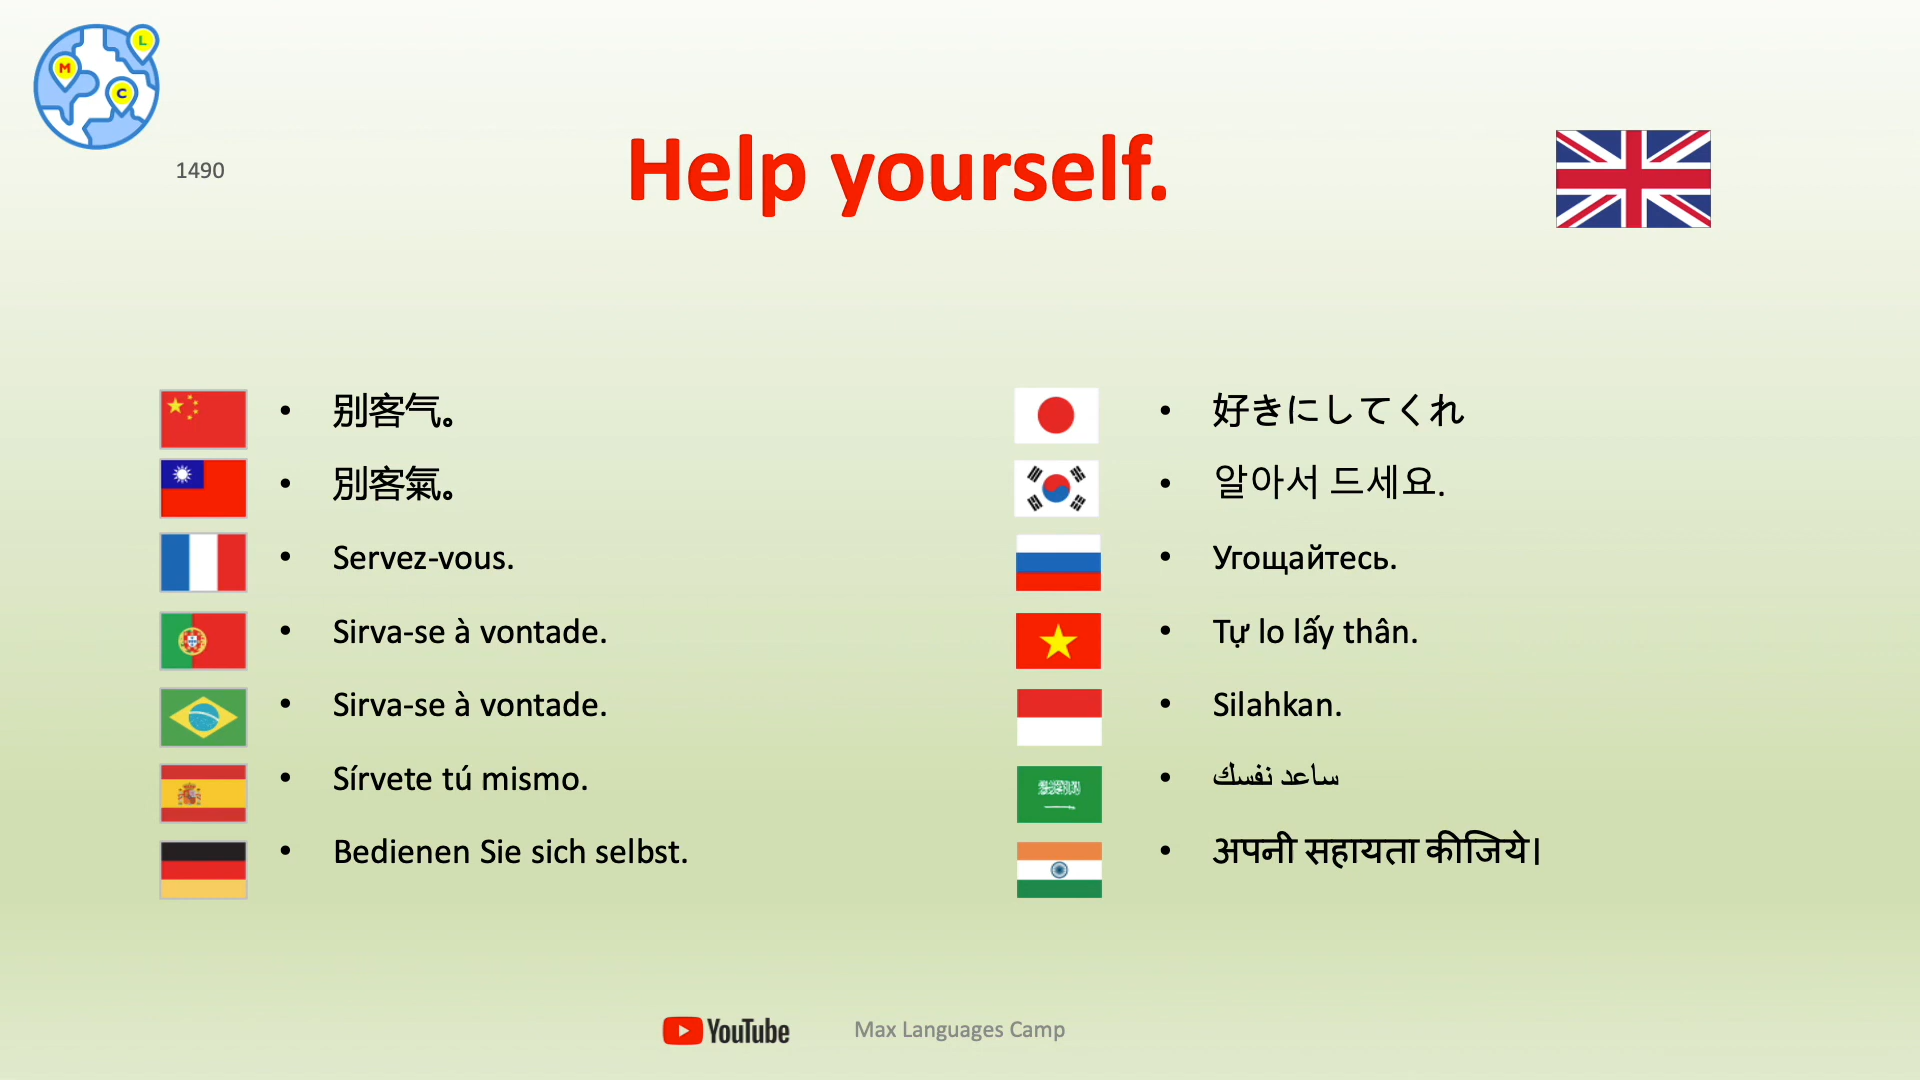 L
M
C
1490
Help yourself.
别客气。
別客氣。
Servez-vous.
Sirva-se à vontade.
Sirva-se à vontade.
Sírvete tú mismo.
Bedienen Sie sich selbst.
好きにしてくれ
알아서 드세요.
Угощайтесь.
Tự lo lấy thân.
Silahkan.
ساعد نفسك
अपनी सहायता कीजिये।
YouTube
Max Languages Camp